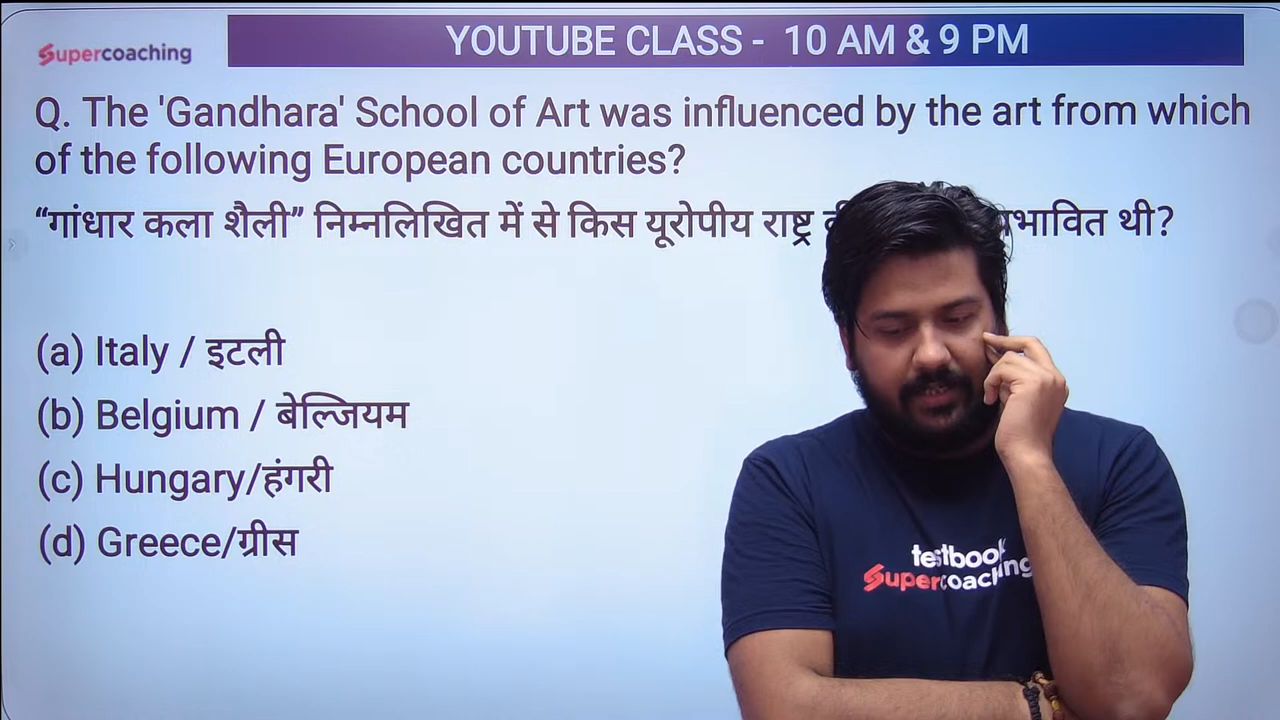 Supercoaching
YOUTUBE CLASS - 10 AM & 9 PM
Q. The 'Gandhara' School of Art was influenced by the art from which
of the following European countries?
“गांधार कला शैली” निम्नलिखित में से किस यूरोपीय राष्ट्र थी?
(a) Italy / इटली
(b) Belgium / बेल्जियम
(c) Hungary/हंगरी
(d) Greece/ग्रीस
testbook
Supercoaching